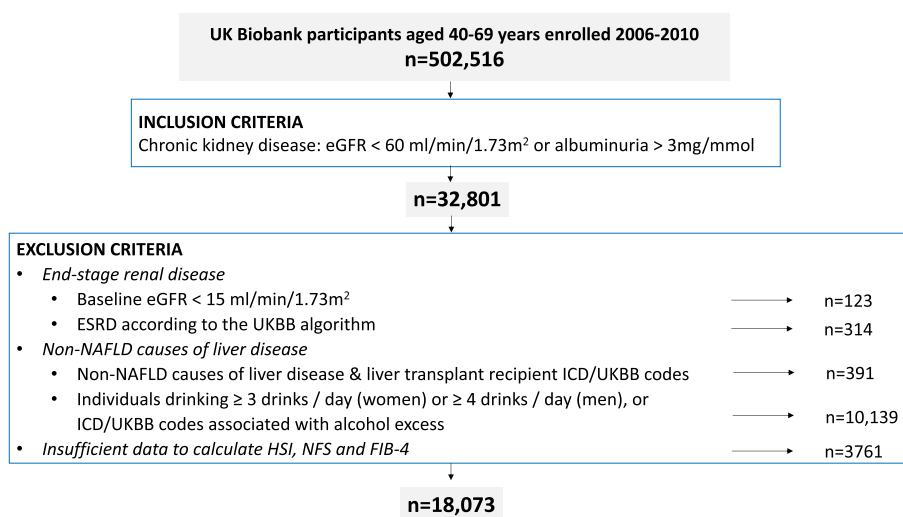 UK Biobank participants aged 40-69 years enrolled 2006-2010
n=502,516
INCLUSION CRITERIA
Chronic kidney disease: eGFR < 60 ml/min/1.73m² or albuminuria > 3mg/mmol
n=32,801
EXCLUSION CRITERIA
• End-stage renal disease
• Baseline eGFR < 15 ml/min/1.73m² n=123
• ESRD according to the UKBB algorithm n=314
• Non-NAFLD causes of liver disease
• Non-NAFLD causes of liver disease & liver transplant recipient ICD/UKBB codes n=391
• Individuals drinking ≥ 3 drinks / day (women) or ≥ 4 drinks / day (men), or
ICD/UKBB codes associated with alcohol excess n=10,139
• Insufficient data to calculate HSI, NFS and FIB-4 n=3761
n=18,073